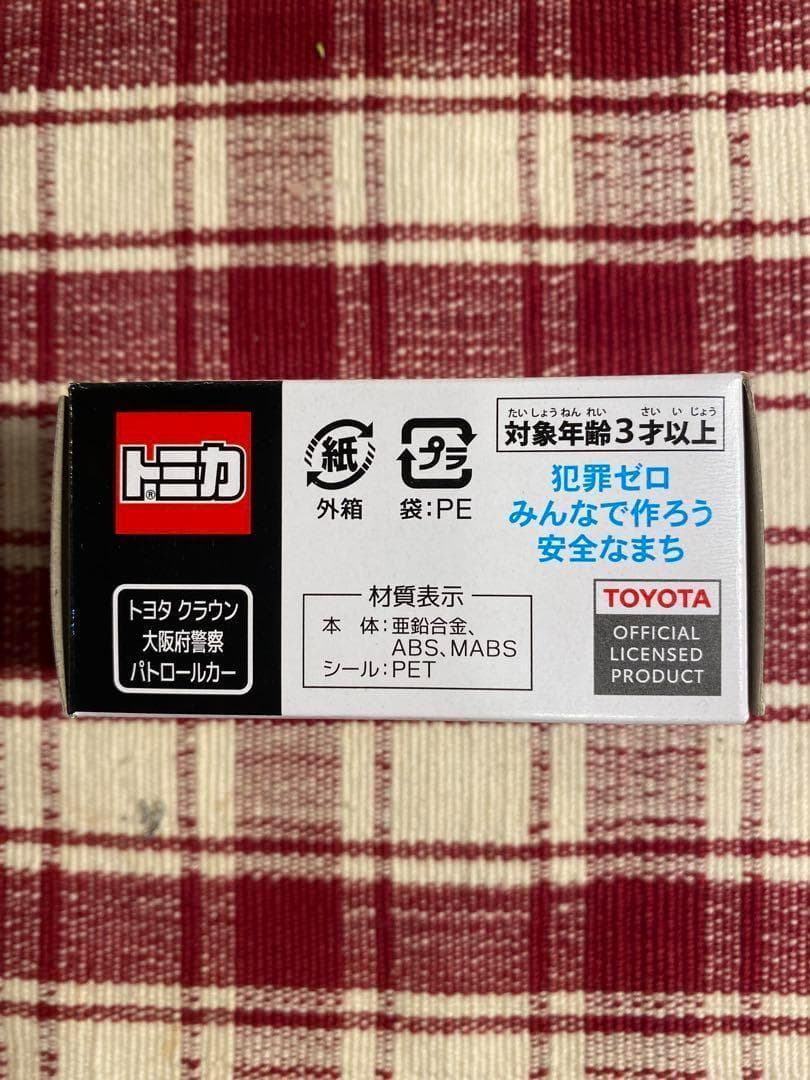 トミカ
®
トヨタ クラウン
大阪府警察
パトロールカー
紙
外箱
プラ
袋:PE
たいしょうねんれい さい いじょう
対象年齢3才以上
犯罪ゼロ
みんなで作ろう
安全なまち
材質表示
本 体:亜鉛合金、
ABS、MABS
シール:PET
TOYOTA
OFFICIAL
LICENSED
PRODUCT